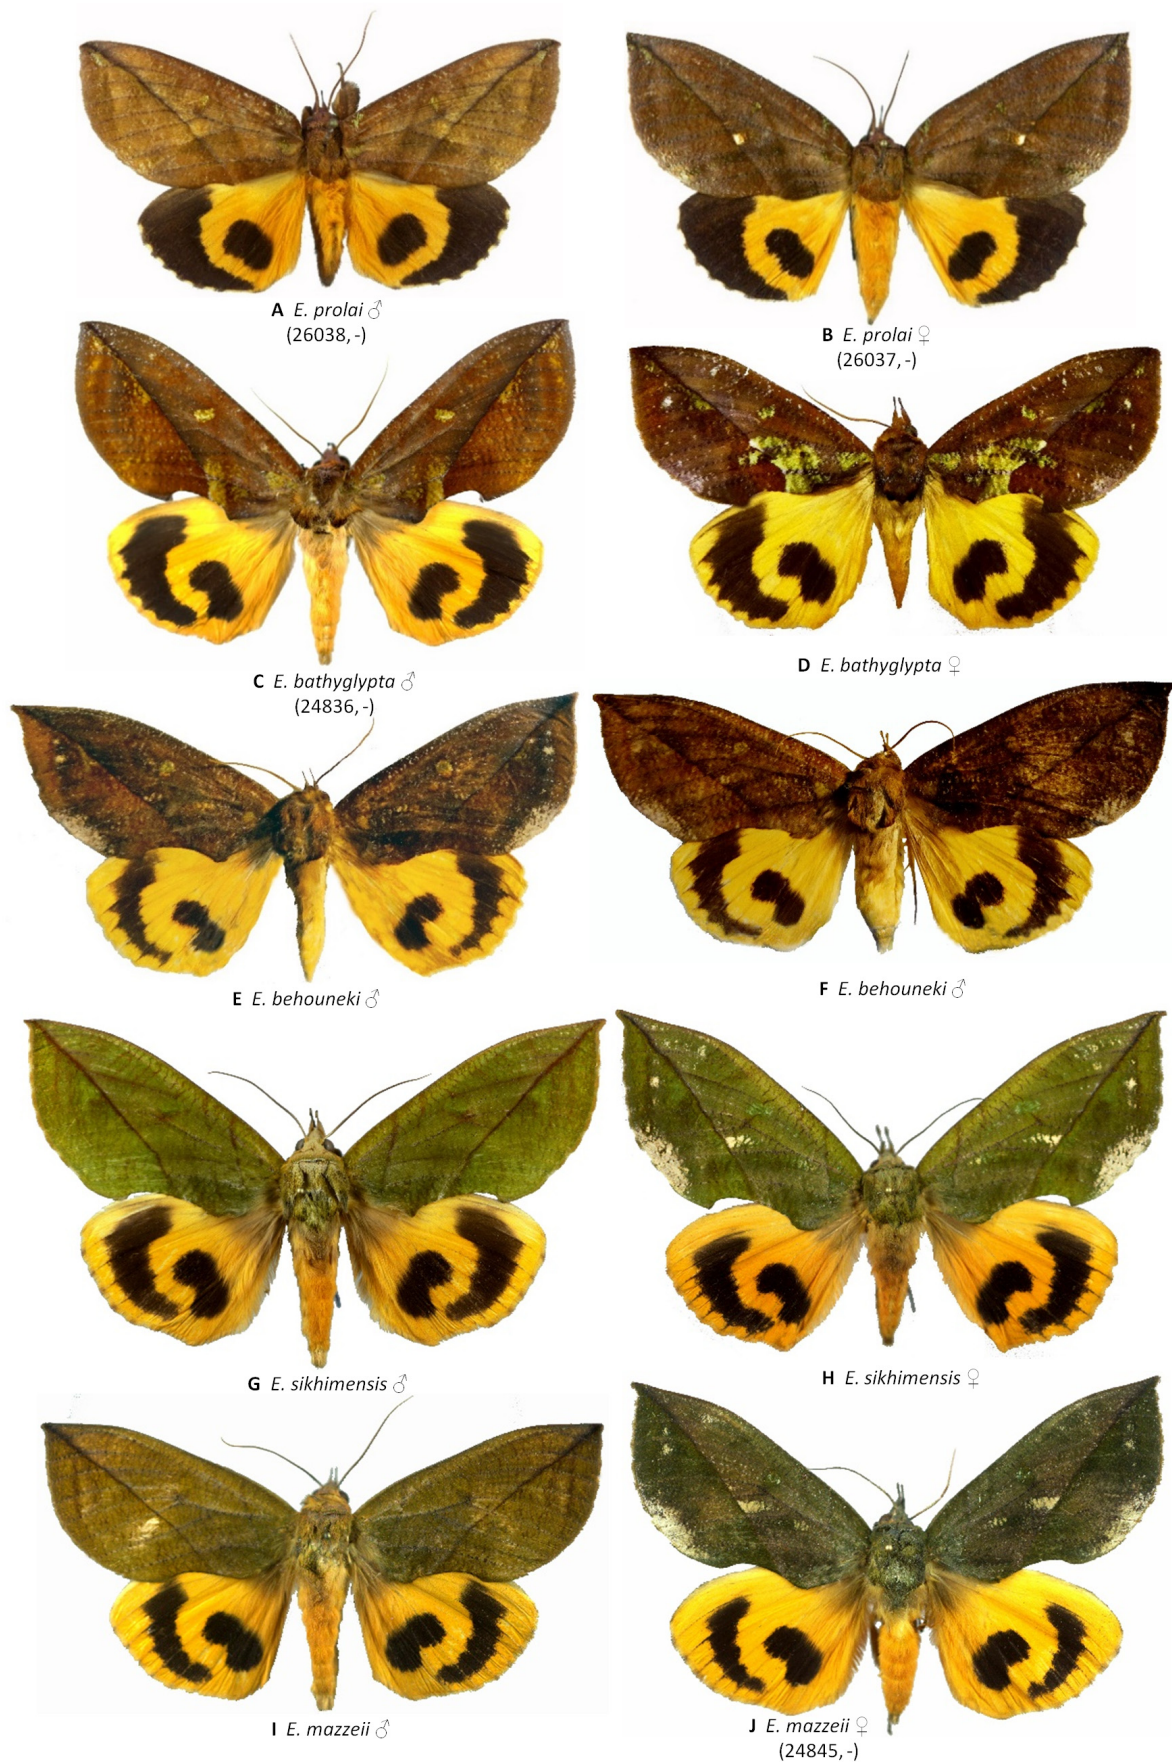 A E. prolai ♂
(26038, -)
B E. prolai ♀
(26037, -)
C E. bathyglypta ♂
(24836, -)
D E. bathyglypta ♀
E E. behouneki ♂
F E. behouneki ♂
G E. sikhimensis ♂
H E. sikhimensis ♀
I E. mazzeii ♂
J E. mazzeii ♀
(24845, -)